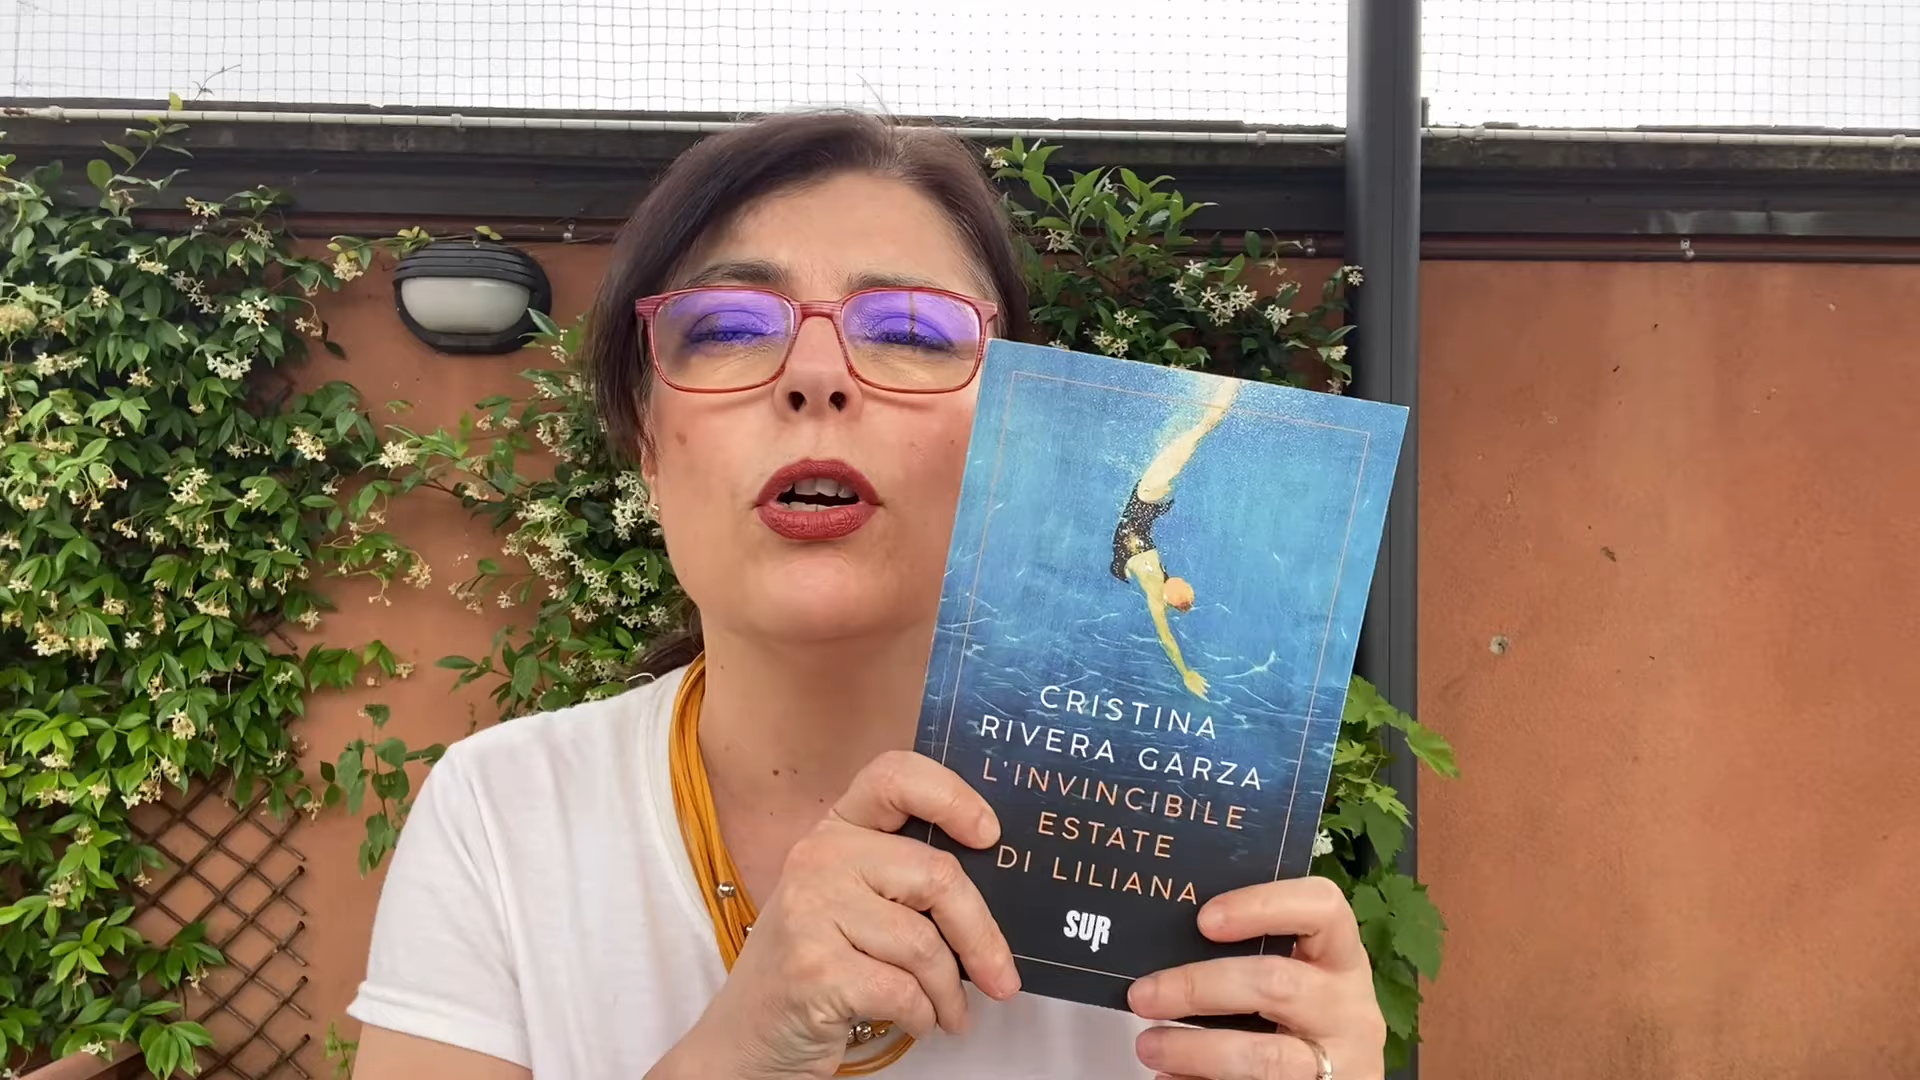 CRISTINA
RIVERA GARZA
L'INVINCIBILE
ESTATE
DI LILIANA
SUR